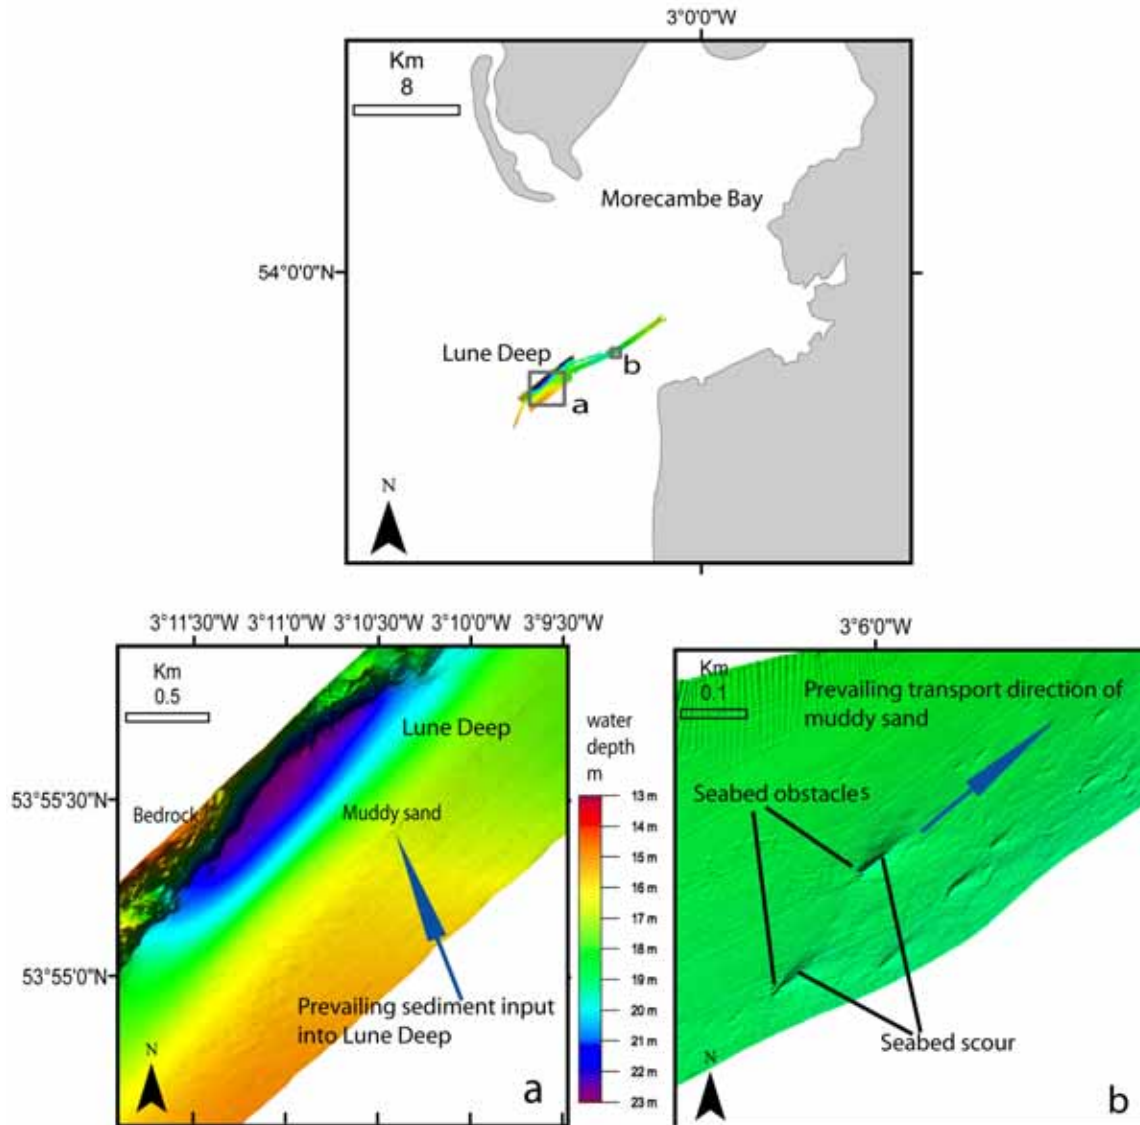 3°0'0"W
Km
8
Morecambe Bay
54°0'0"N
Lune Deep
b
a
N
3°11'30"W 3°11'0"W 3°10'30"W 3°10'0"W 3°9'30"W
Km
0.5
Lune Deep
Bedrock
Muddy sand
53°55'30"N
53°55'0"N
Prevailing sediment input
into Lune Deep
N
a
water
depth
m
13 m
14 m
15 m
16 m
17 m
18 m
19 m
20 m
21 m
22 m
23 m
3°6'0"W
Km
0.1
Prevailing transport direction of
muddy sand
Seabed obstacles
Seabed scour
N
b